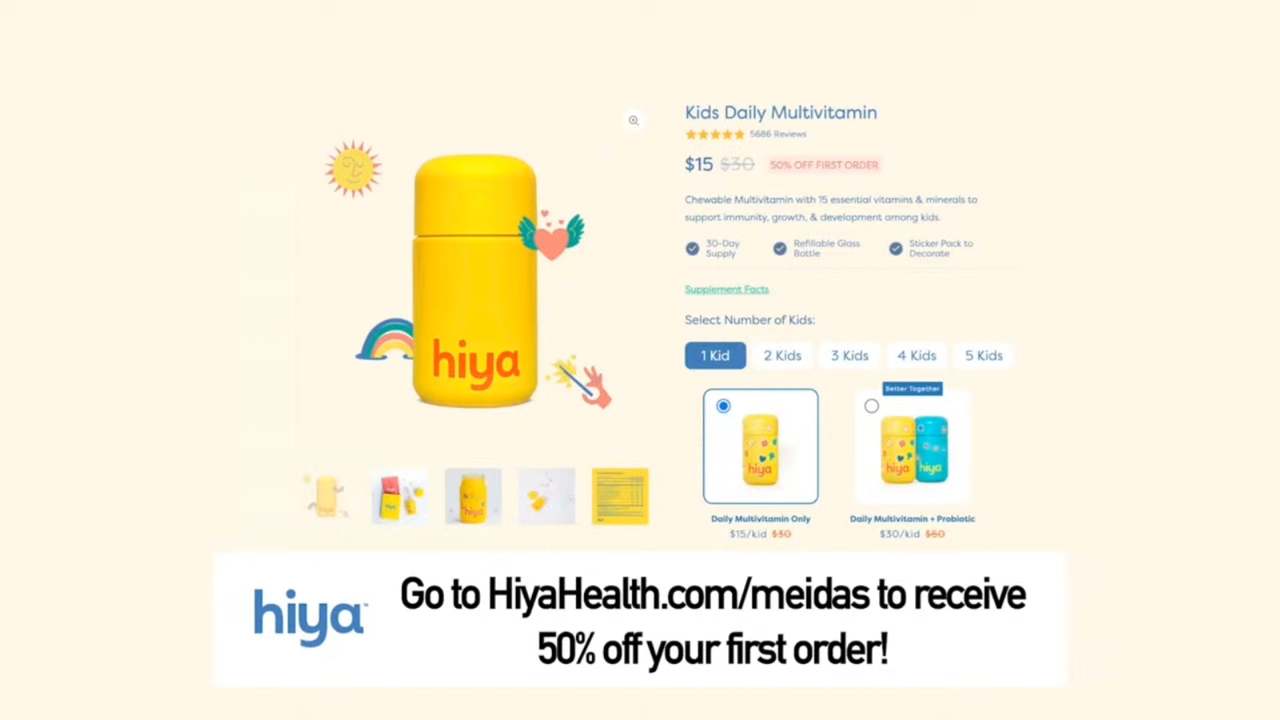 Kids Daily Multivitamin
5686 Reviews
$15 $30 50% OFF FIRST ORDER
Chewable Multivitamin with 15 essential vitamins & minerals to
support immunity, growth, & development among kids.
30-Day
Supply
Refillable Glass
Bottle
Sticker Pack to
Decorate
Supplement Facts
Select Number of Kids:
1 Kid 2 Kids 3 Kids 4 Kids 5 Kids
hiya
Better Together
hiya
hiya hiya
Daily Multivitamin Only
$15/kid $30
Daily Multivitamin + Probiotic
$30/kid $60
hiya
Go to HiyaHealth.com/meidas to receive
50% off your first order!